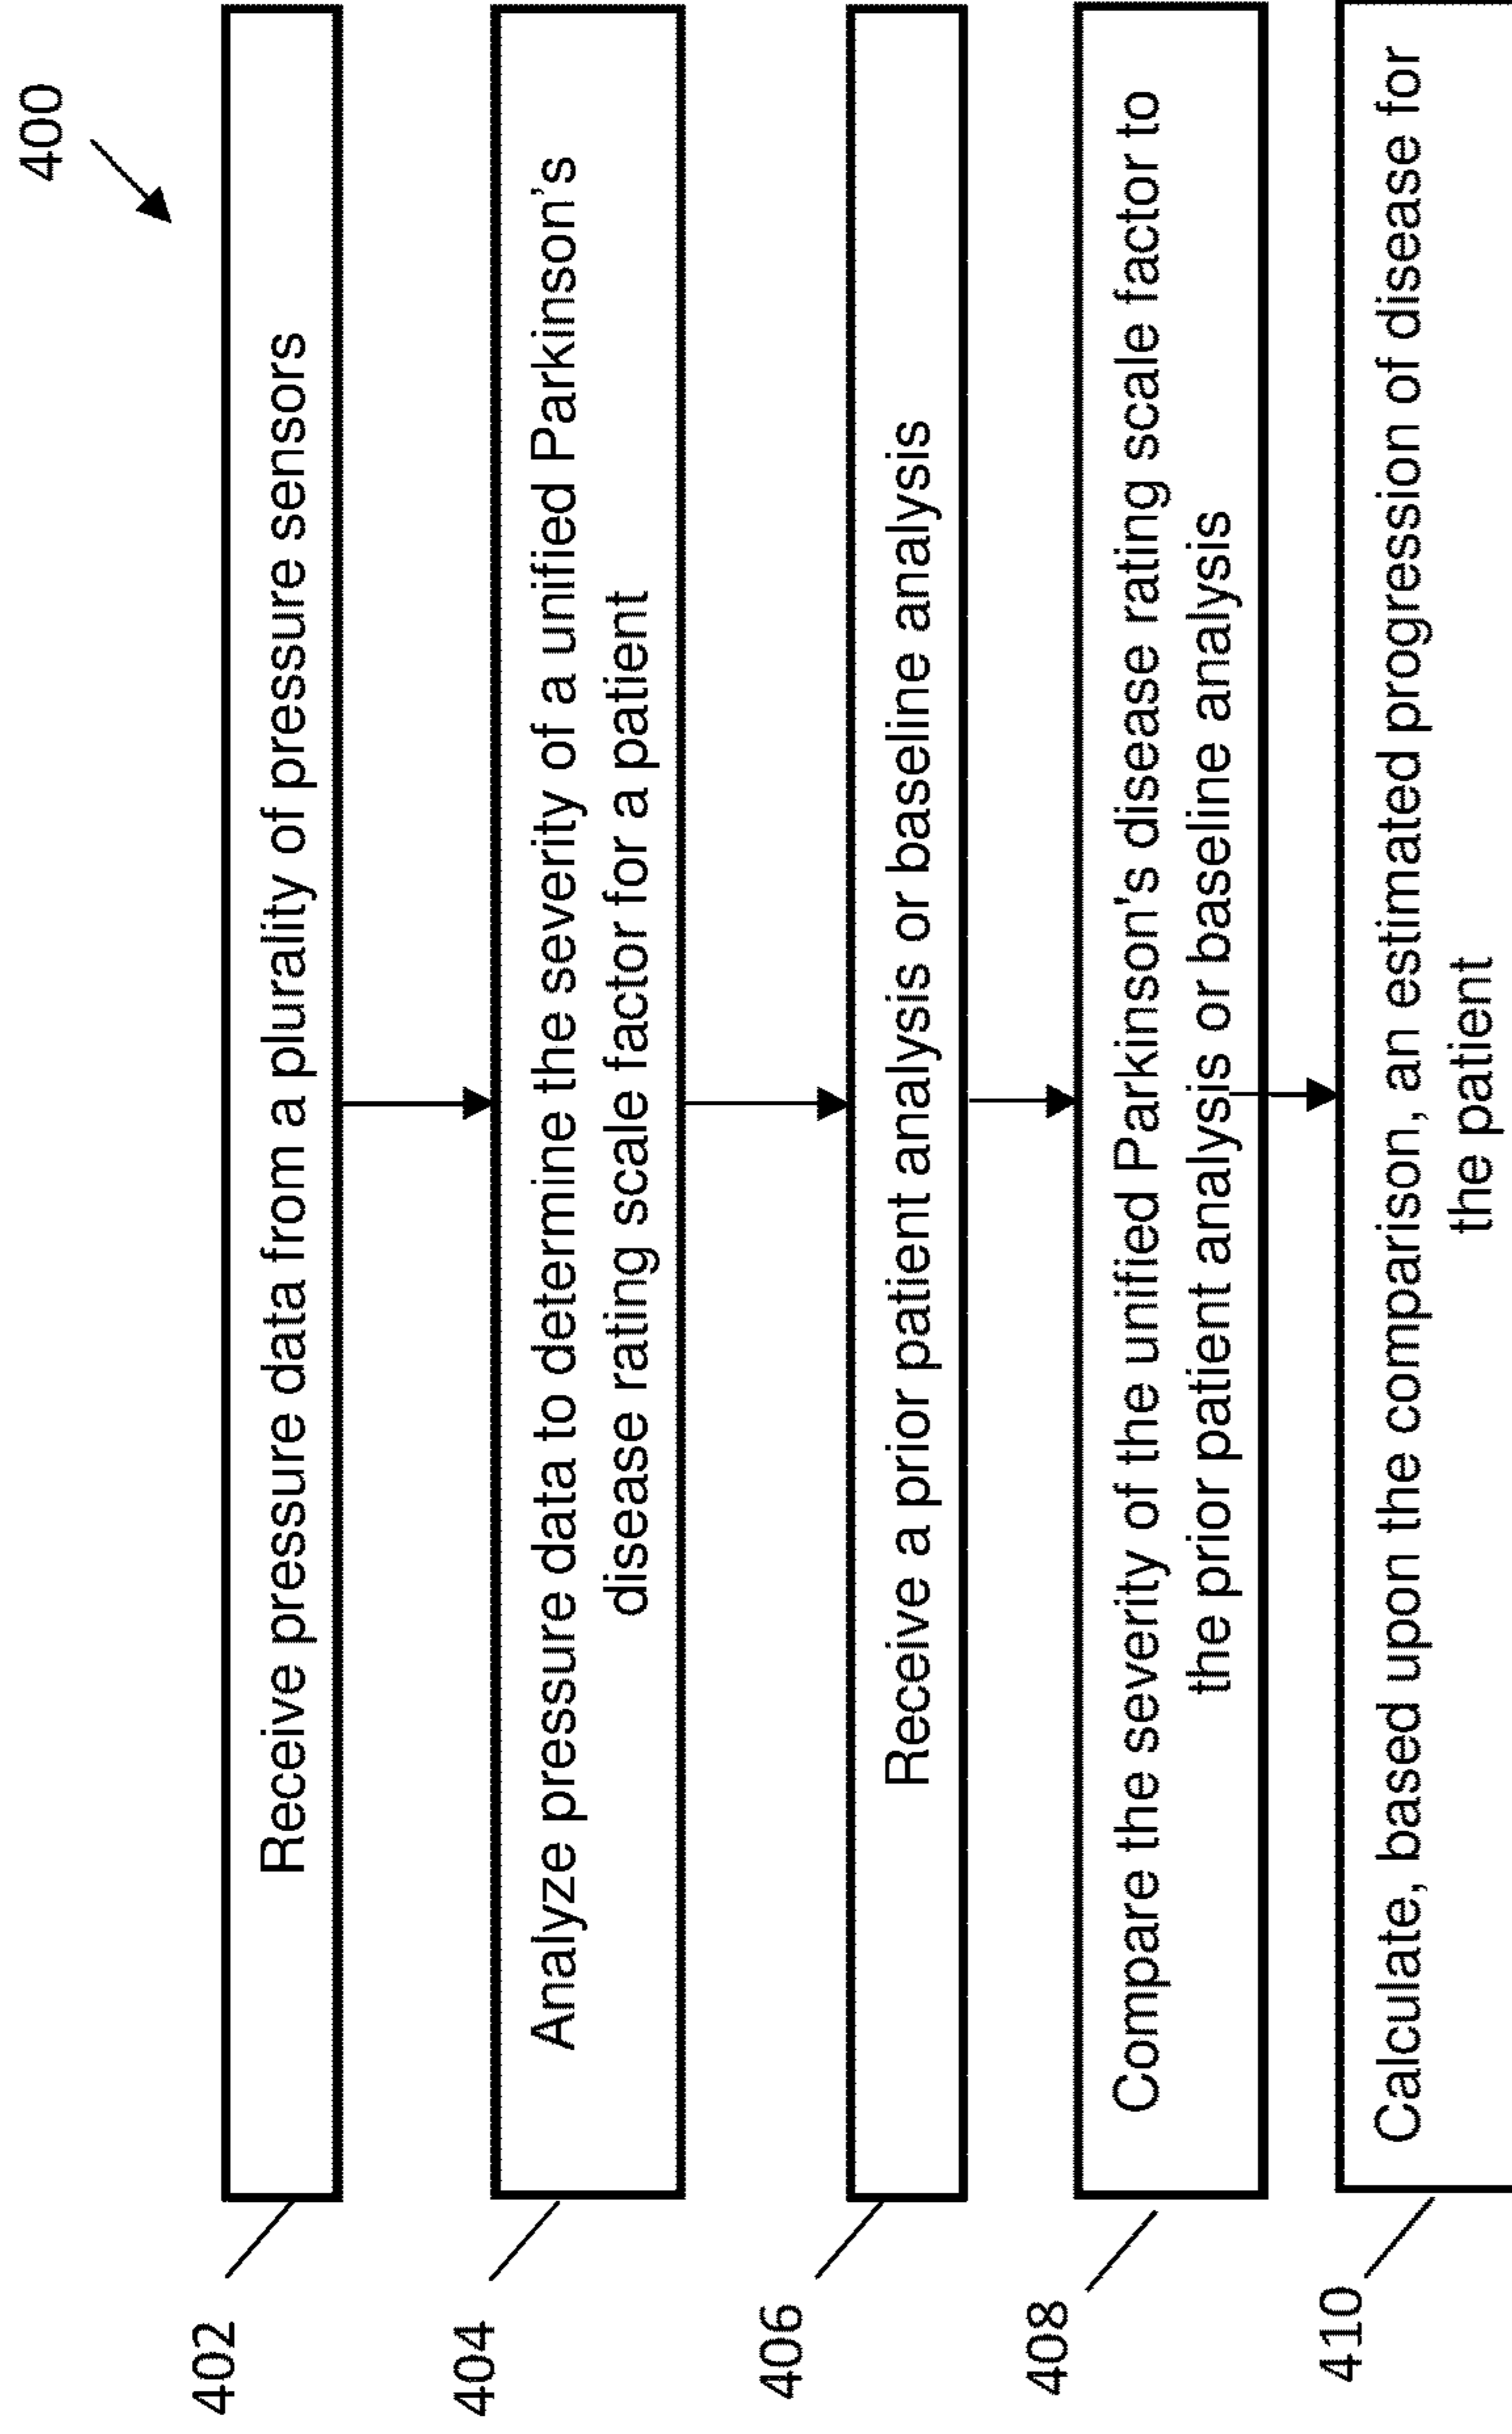 400
402
Receive pressure data from a plurality of pressure sensors
404
Analyze pressure data to determine the severity of a unified Parkinson's
disease rating scale factor for a patient
406
Receive a prior patient analysis or baseline analysis
408
Compare the severity of the unified Parkinson's disease rating scale factor to
the prior patient analysis or baseline analysis
410
Calculate, based upon the comparison, an estimated progression of disease for
the patient